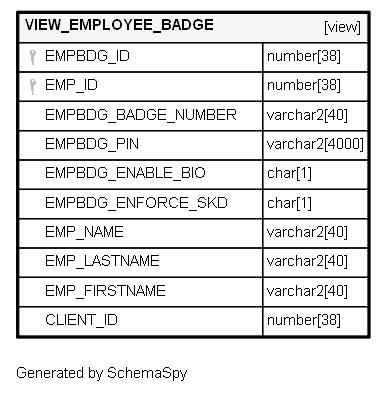 VIEW_EMPLOYEE_BADGE [view]
EMPBDG_ID number[38]
EMP_ID number[38]
EMPBDG_BADGE_NUMBER varchar2[40]
EMPBDG_PIN varchar2[4000]
EMPBDG_ENABLE_BIO char[1]
EMPBDG_ENFORCE_SKD char[1]
EMP_NAME varchar2[40]
EMP_LASTNAME varchar2[40]
EMP_FIRSTNAME varchar2[40]
CLIENT_ID number[38]
Generated by SchemaSpy